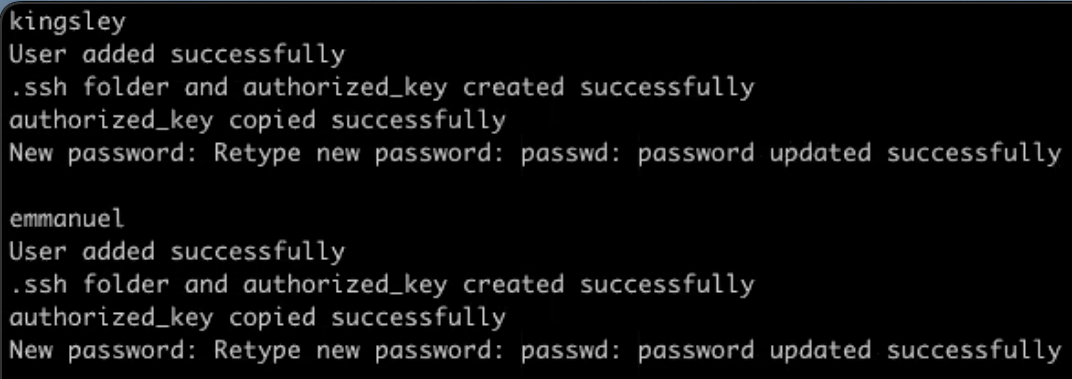 kingsley
User added successfully
.ssh folder and authorized_key created successfully
authorized_key copied successfully
New password: Retype new password: passwd: password updated successfully
emmanuel
User added successfully
.ssh folder and authorized_key created successfully
authorized_key copied successfully
New password: Retype new password: passwd: password updated successfully